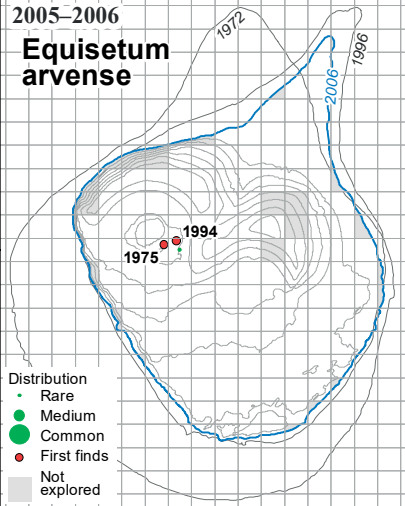 2005–2006
Equisetum
arvense
1972
1996
2006
1994
1975
Distribution
Rare
Medium
Common
First finds
Not
explored